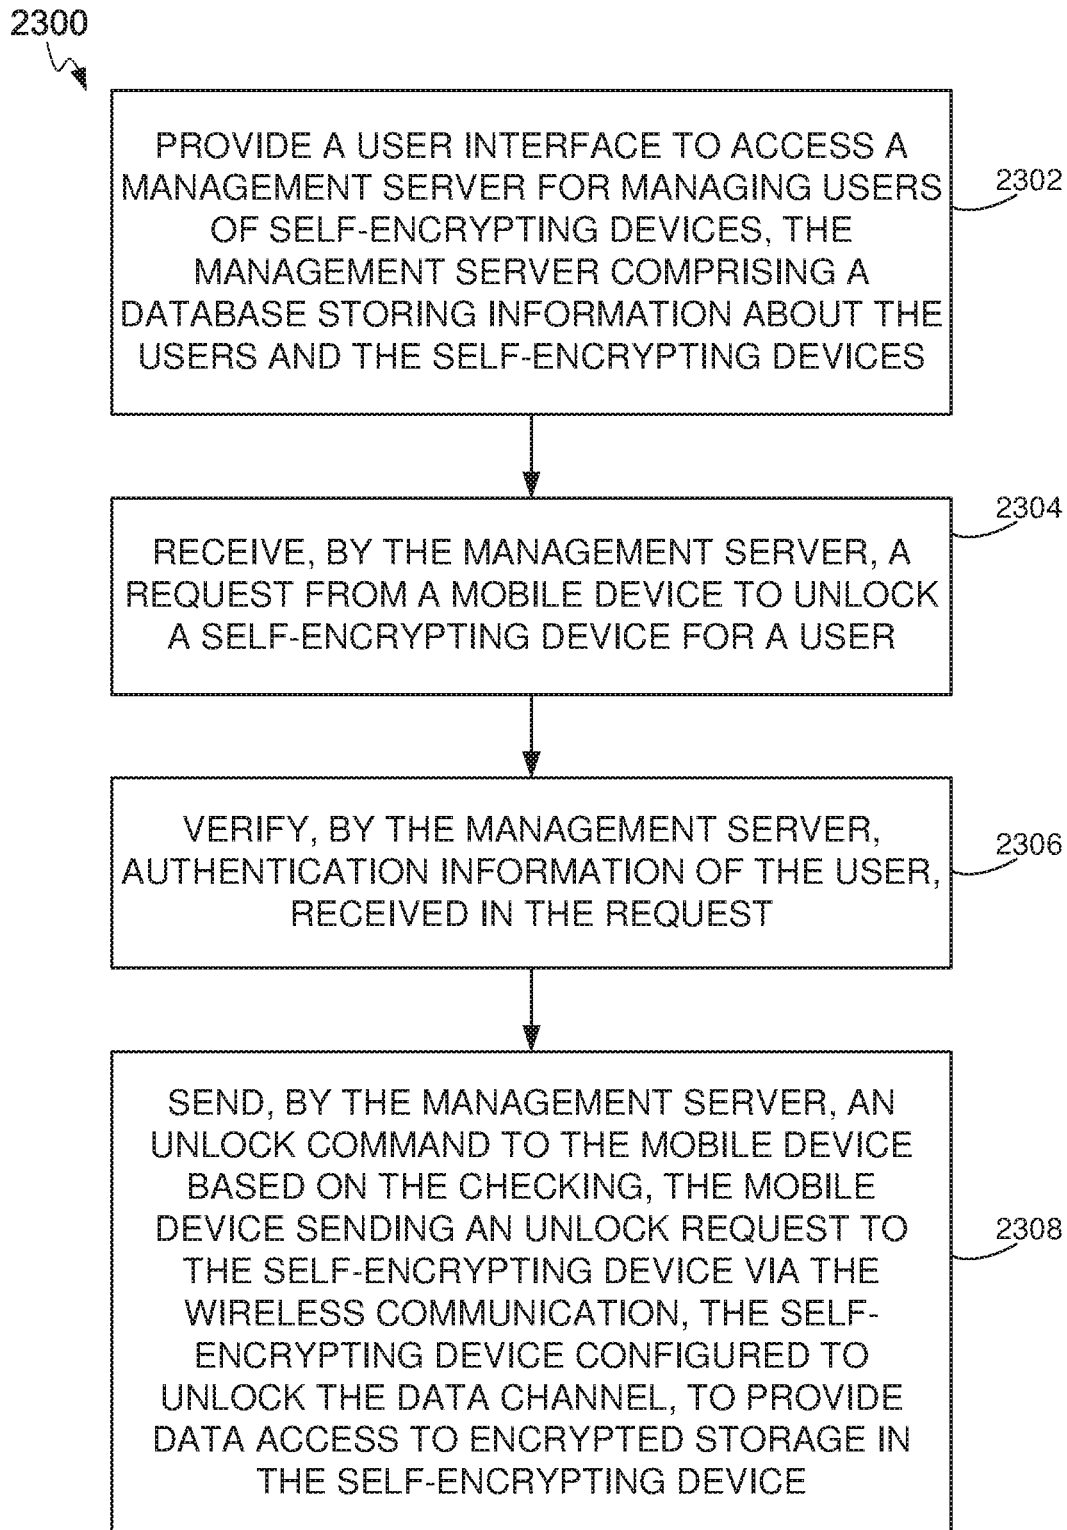 2300
PROVIDE A USER INTERFACE TO ACCESS A
MANAGEMENT SERVER FOR MANAGING USERS
OF SELF-ENCRYPTING DEVICES, THE
MANAGEMENT SERVER COMPRISING A
DATABASE STORING INFORMATION ABOUT THE
USERS AND THE SELF-ENCRYPTING DEVICES
2302
RECEIVE, BY THE MANAGEMENT SERVER, A
REQUEST FROM A MOBILE DEVICE TO UNLOCK
A SELF-ENCRYPTING DEVICE FOR A USER
2304
VERIFY, BY THE MANAGEMENT SERVER,
AUTHENTICATION INFORMATION OF THE USER,
RECEIVED IN THE REQUEST
2306
SEND, BY THE MANAGEMENT SERVER, AN
UNLOCK COMMAND TO THE MOBILE DEVICE
BASED ON THE CHECKING, THE MOBILE
DEVICE SENDING AN UNLOCK REQUEST TO
THE SELF-ENCRYPTING DEVICE VIA THE
WIRELESS COMMUNICATION, THE SELF-
ENCRYPTING DEVICE CONFIGURED TO
UNLOCK THE DATA CHANNEL, TO PROVIDE
DATA ACCESS TO ENCRYPTED STORAGE IN
THE SELF-ENCRYPTING DEVICE
2308